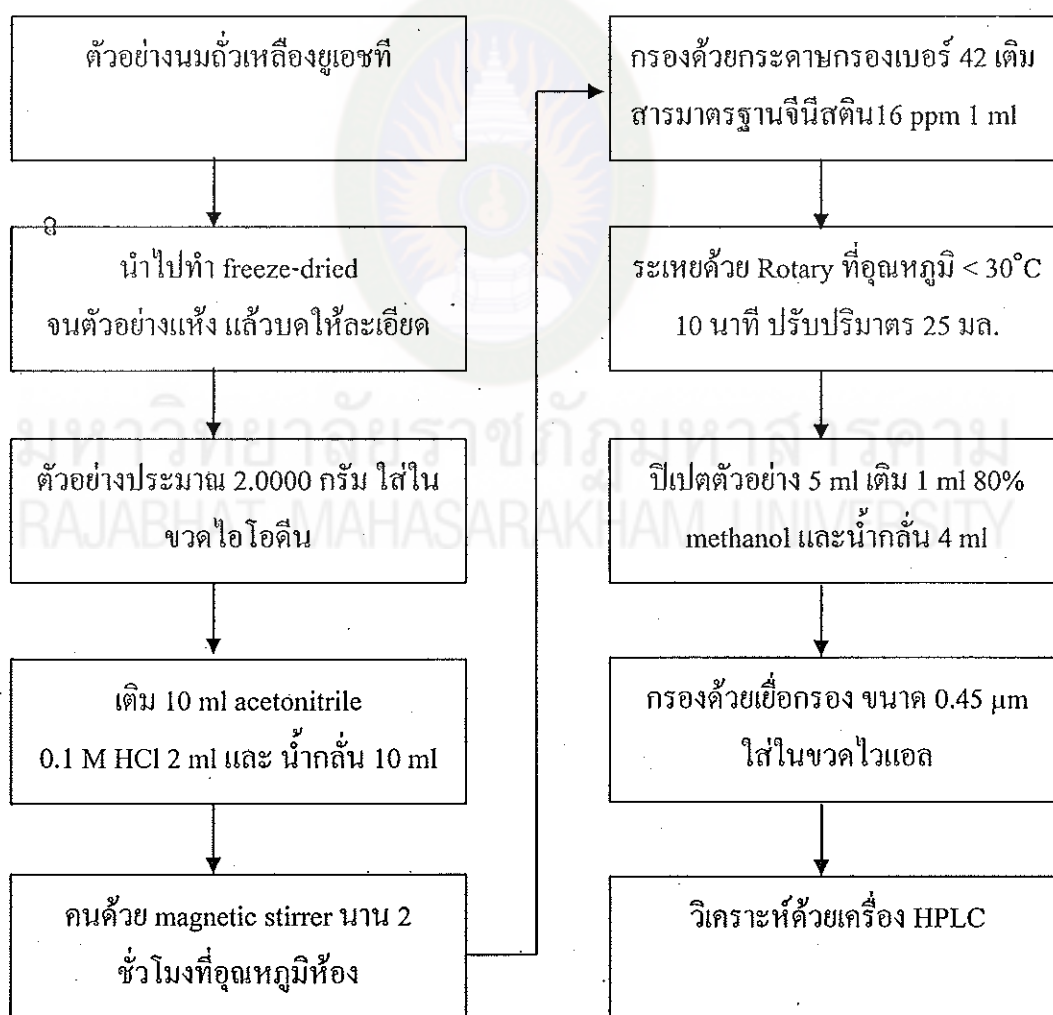 ตัวอย่างนมถั่วเหลืองยูเอชที
นำไปทำ freeze-dried
จนตัวอย่างแห้ง แล้วบดให้ละเอียด
ตัวอย่างประมาณ 2.0000 กรัม ใส่ใน
ขวดไอโอดีน
เติม 10 ml acetonitrile
0.1 M HCl 2 ml และ น้ำกลั่น 10 ml
คนด้วย magnetic stirrer นาน 2
ชั่วโมงที่อุณหภูมิห้อง
กรองด้วยกระดาษกรองเบอร์ 42 เติม
สารมาตรฐานจีนีสติน16 ppm 1 ml
ระเหยด้วย Rotary ที่อุณหภูมิ < 30°C
10 นาที ปรับปริมาตร 25 มล.
ปิเปตตัวอย่าง 5 ml เติม 1 ml 80%
methanol และน้ำกลั่น 4 ml
กรองด้วยเยื่อกรอง ขนาด 0.45 μm
ใส่ในขวดไวแอล
วิเคราะห์ด้วยเครื่อง HPLC
มหาวิทยาลัยราชภัฏมหาสารคาม
RAJABHAT MAHASARAKHAM UNIVERSITY